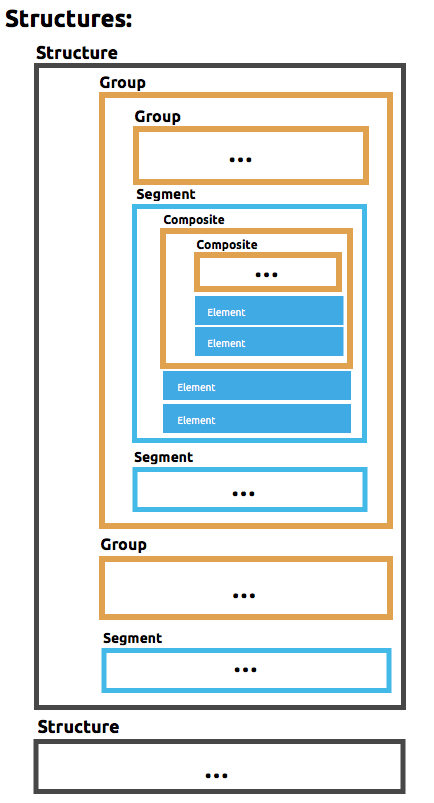 Structures:
Structure
Group
Group
...
Segment
Composite
Composite
...
Element
Element
Element
Element
Segment
...
Group
...
Segment
...
Structure
...